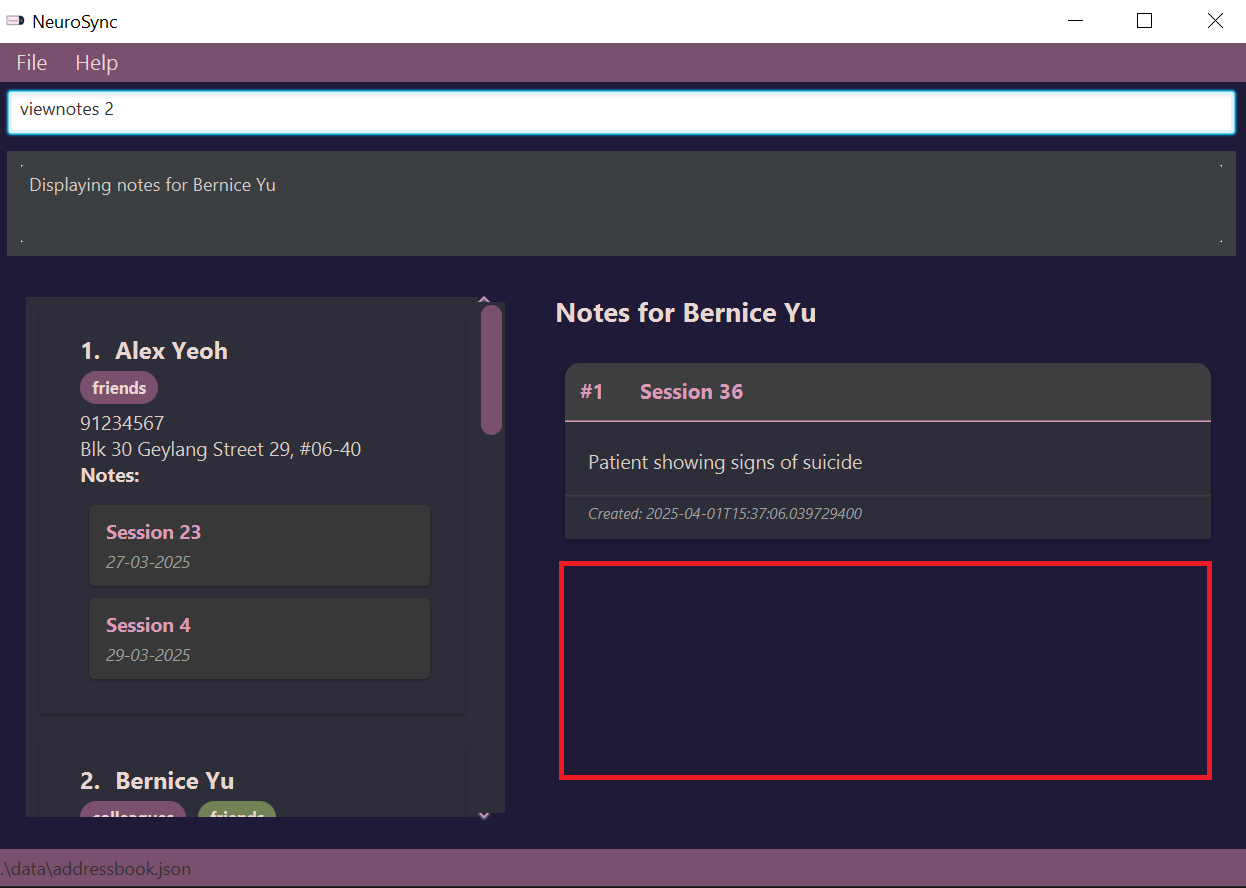 NeuroSync
File Help
viewnotes 2
Displaying notes for Bernice Yu
1. Alex Yeoh
friends
91234567
Blk 30 Geylang Street 29, #06-40
Notes:
Session 23
27-03-2025
Session 4
29-03-2025
2. Bernice Yu
colleagues friends
Notes for Bernice Yu
#1 Session 36
Patient showing signs of suicide
Created: 2025-04-01T15:37:06.039729400
.\data\addressbook.json